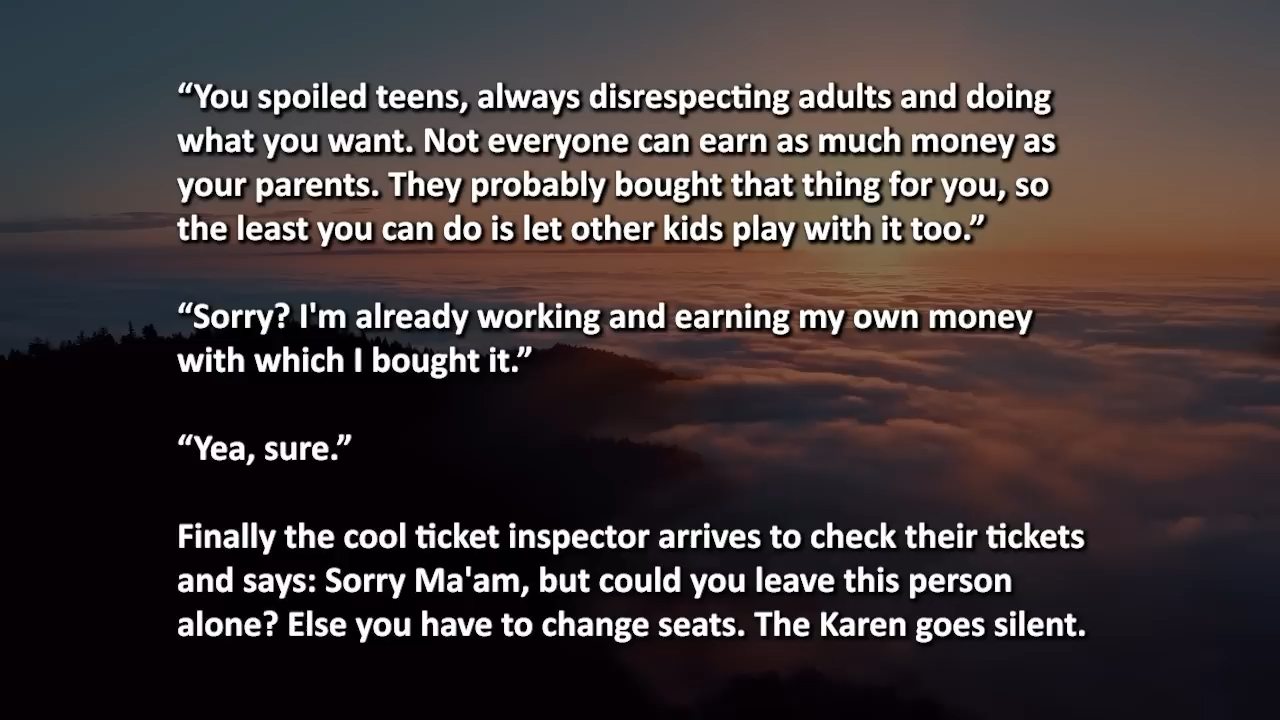 “You spoiled teens, always disrespecting adults and doing
what you want. Not everyone can earn as much money as
your parents. They probably bought that thing for you, so
the least you can do is let other kids play with it too.”
“Sorry? I'm already working and earning my own money
with which I bought it.”
“Yea, sure.”
Finally the cool ticket inspector arrives to check their tickets
and says: Sorry Ma'am, but could you leave this person
alone? Else you have to change seats. The Karen goes silent.